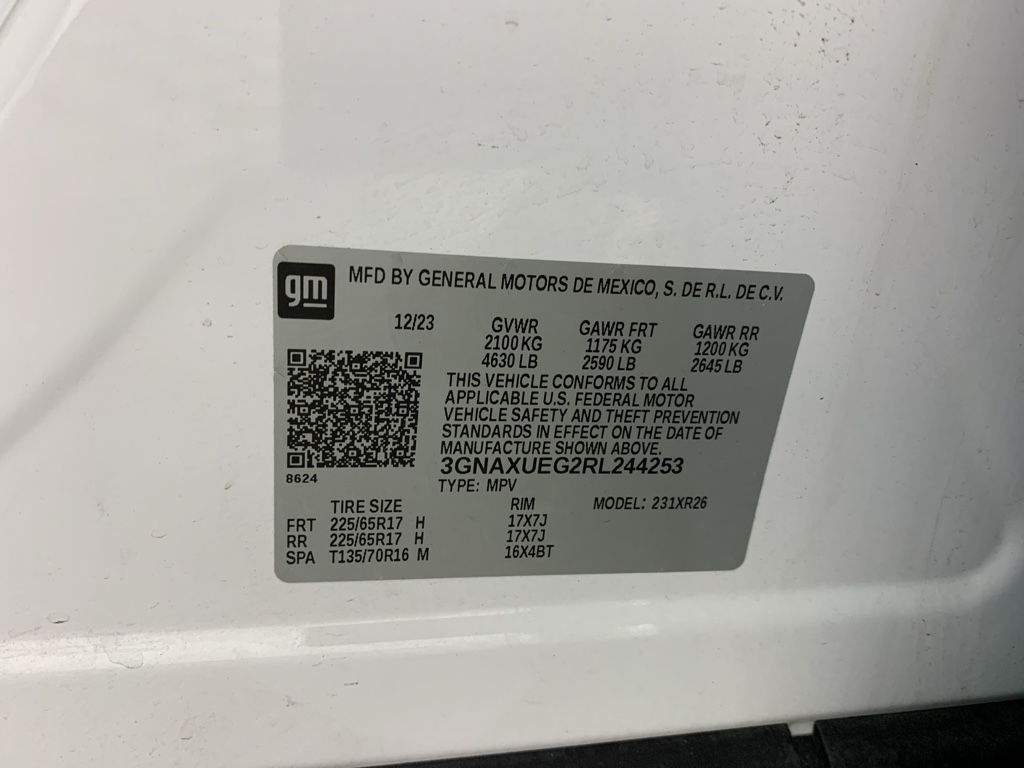 gm
MFD BY GENERAL MOTORS DE MEXICO, S. DE R.L. DE C.V.
12/23 GVWR GAWR FRT GAWR RR
2100 KG 1175 KG 1200 KG
4630 LB 2590 LB 2645 LB
THIS VEHICLE CONFORMS TO ALL
APPLICABLE U.S. FEDERAL MOTOR
VEHICLE SAFETY AND THEFT PREVENTION
STANDARDS IN EFFECT ON THE DATE OF
MANUFACTURE SHOWN ABOVE.
3GNAXUEG2RL244253
8624
TYPE: MPV
TIRE SIZE RIM MODEL: 231XR26
FRT 225/65R17 H 17X7J
RR 225/65R17 H 17X7J
SPA T135/70R16 M 16X4BT